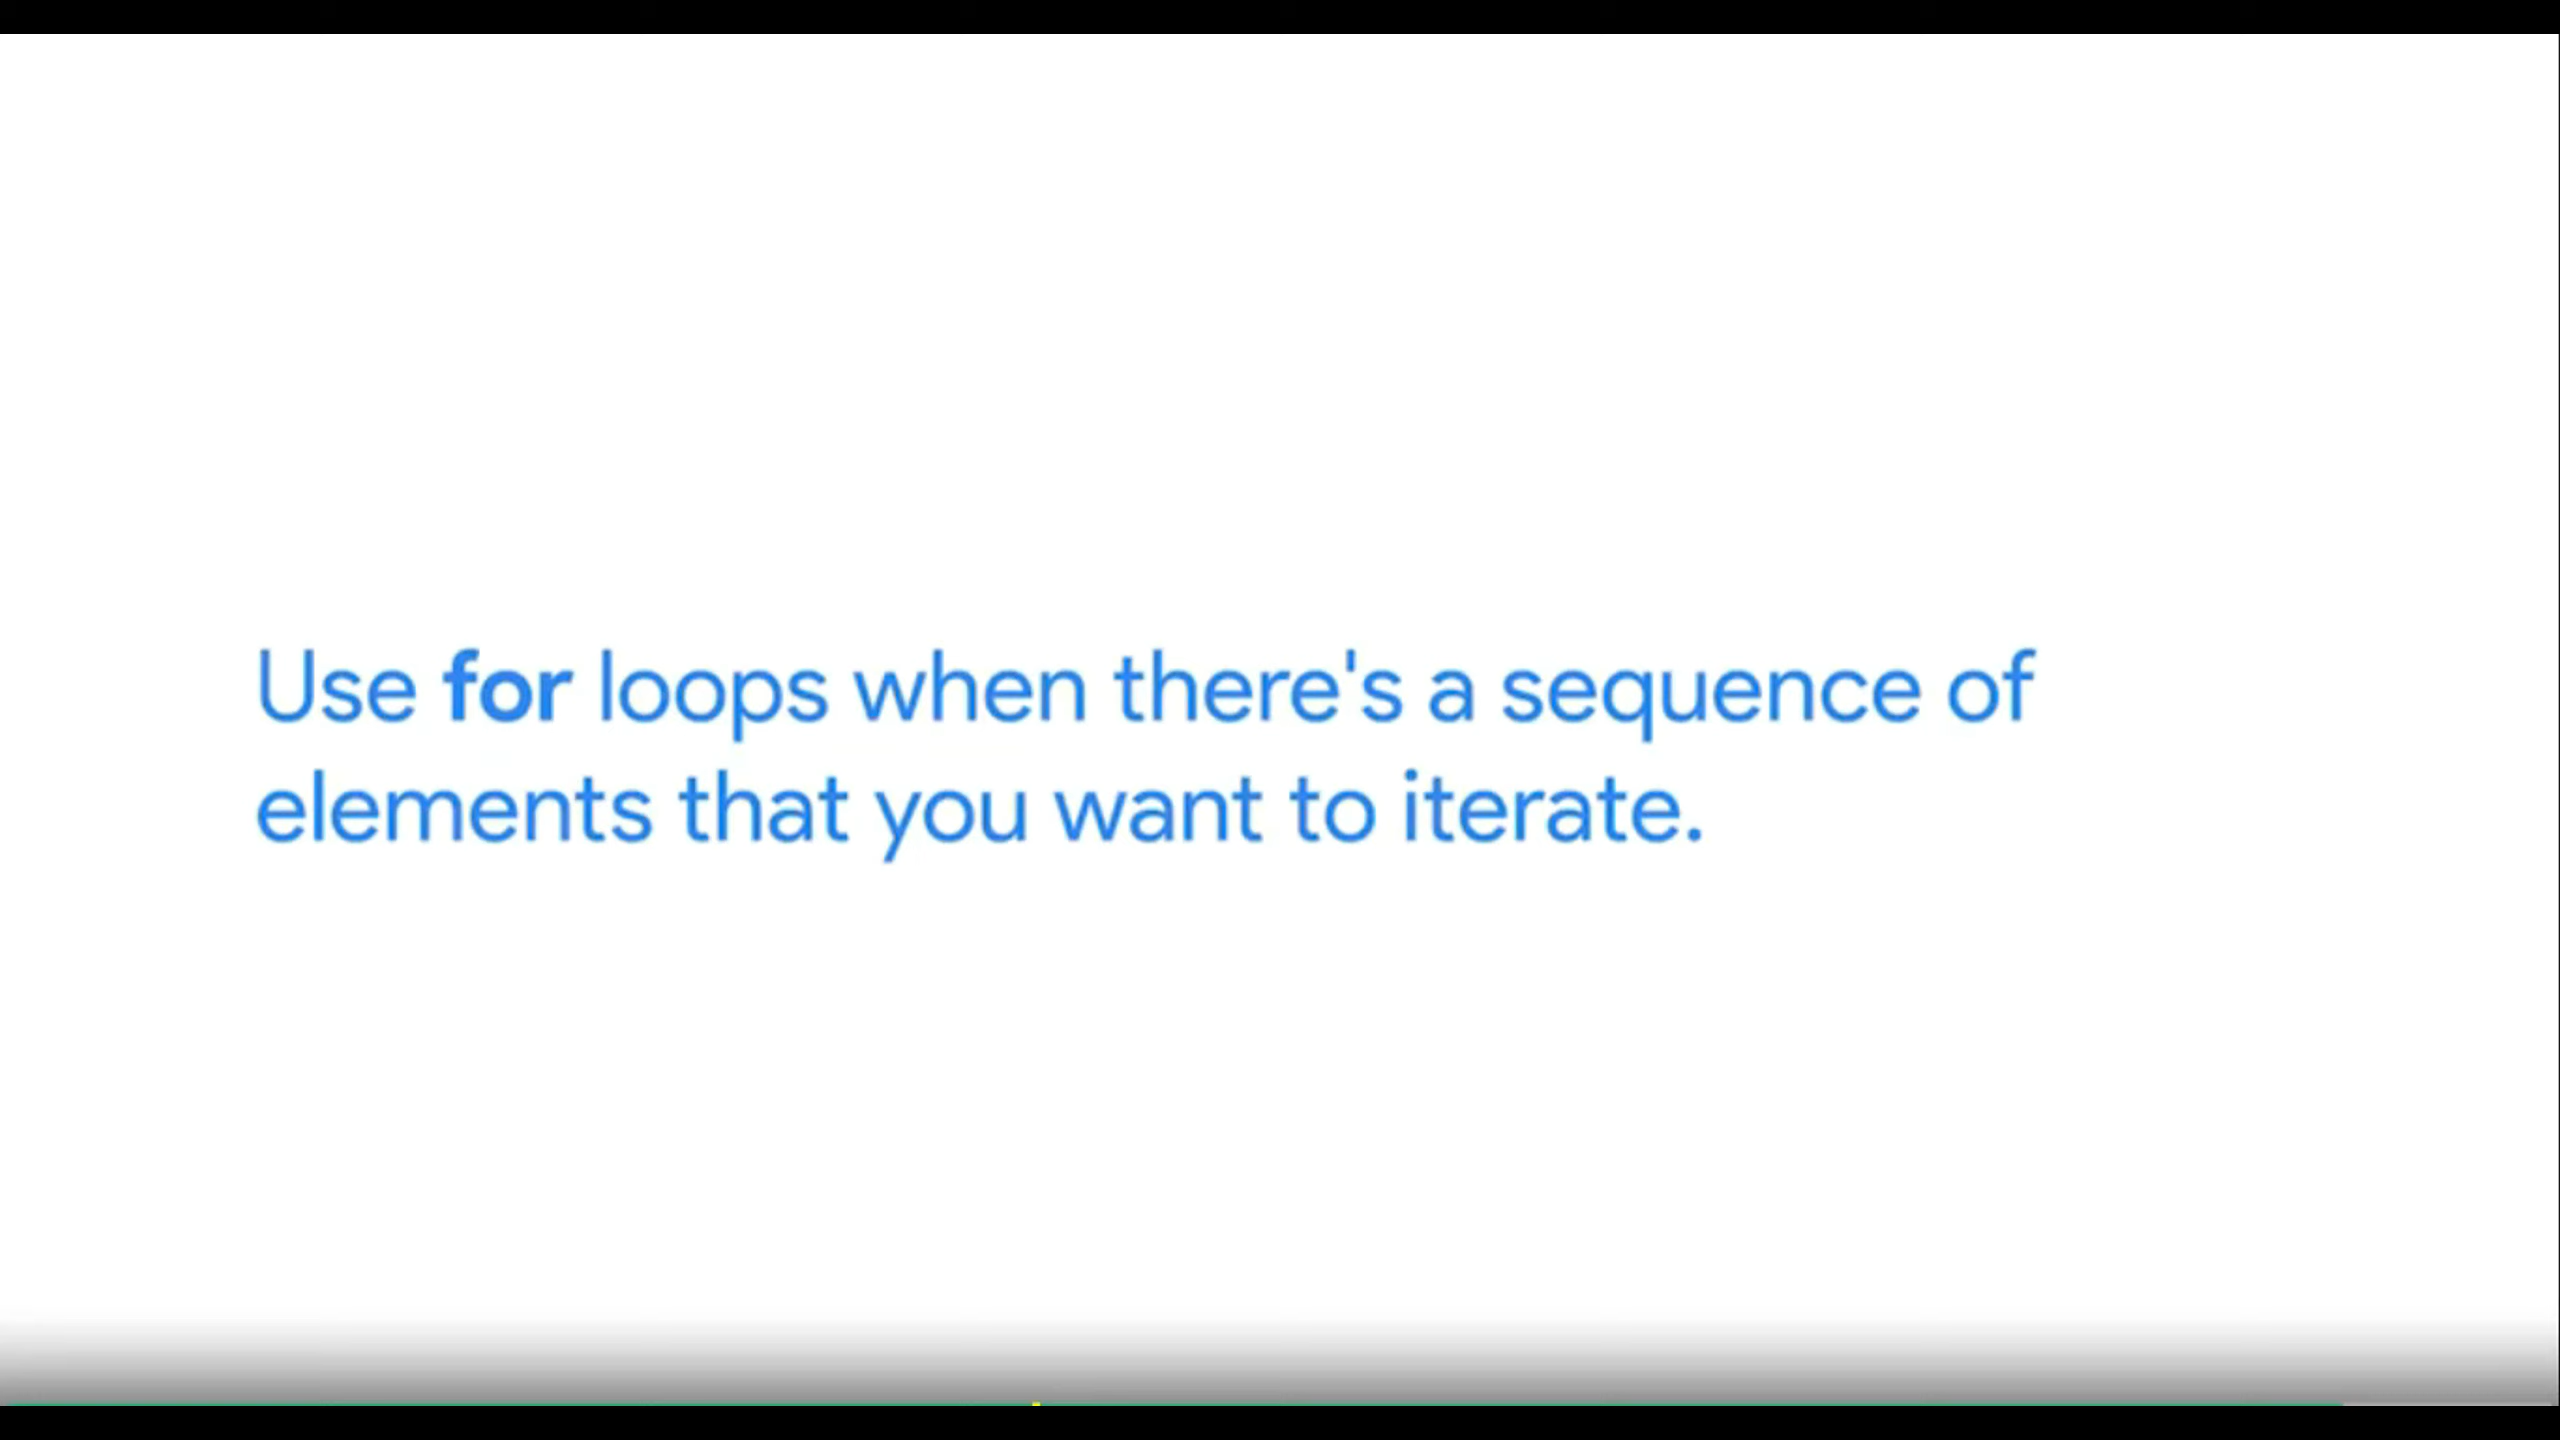 Use for loops when there's a sequence of
elements that you want to iterate.